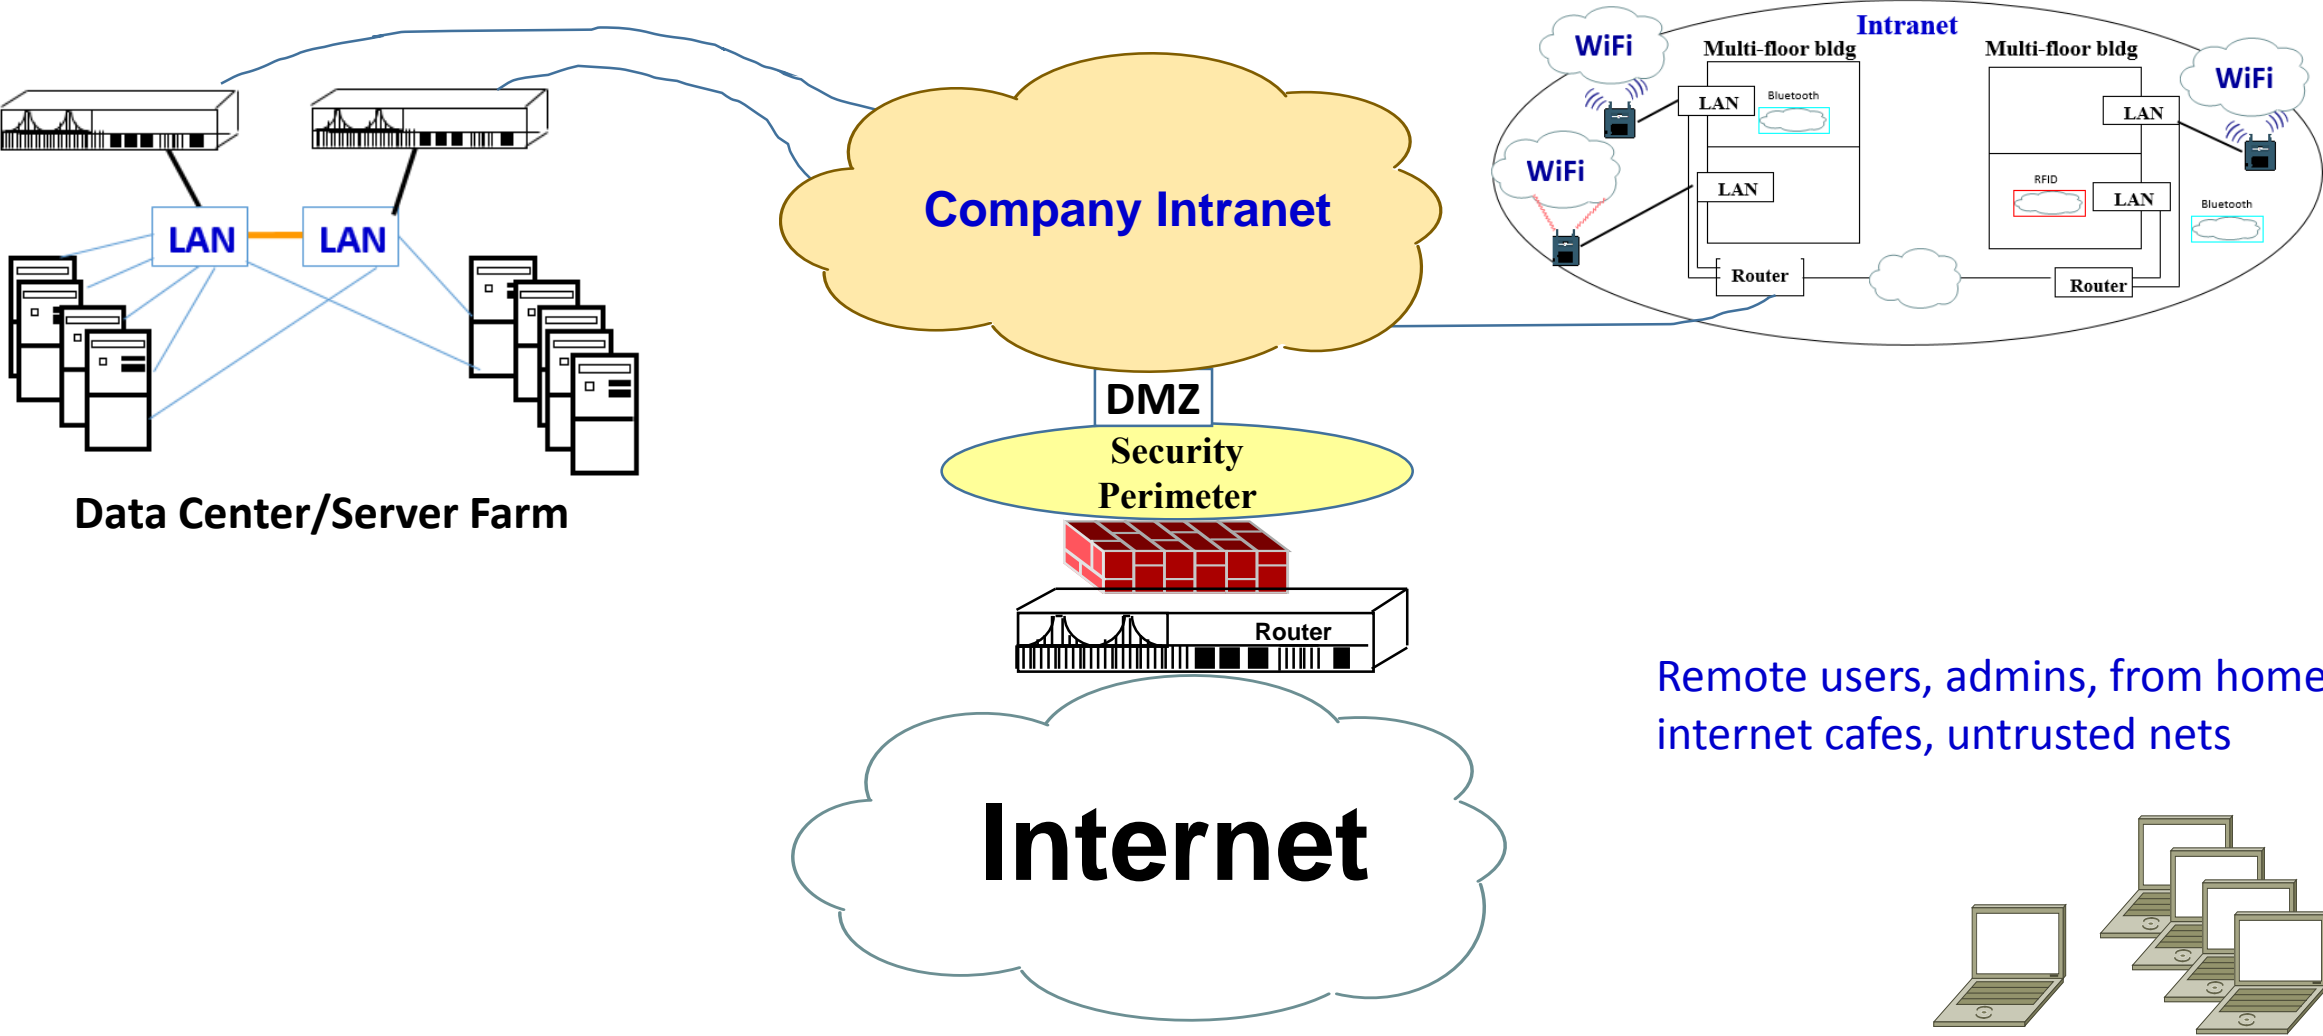 Intranet
WiFi
Multi-floor bldg
Multi-floor bldg
WiFi
LAN
Bluetooth
LAN
WiFi
LAN
RFID
LAN
Bluetooth
Router
Router
Company Intranet
LAN
LAN
Data Center/Server Farm
DMZ
Security
Perimeter
Router
Internet
Remote users, admins, from home
internet cafes, untrusted nets